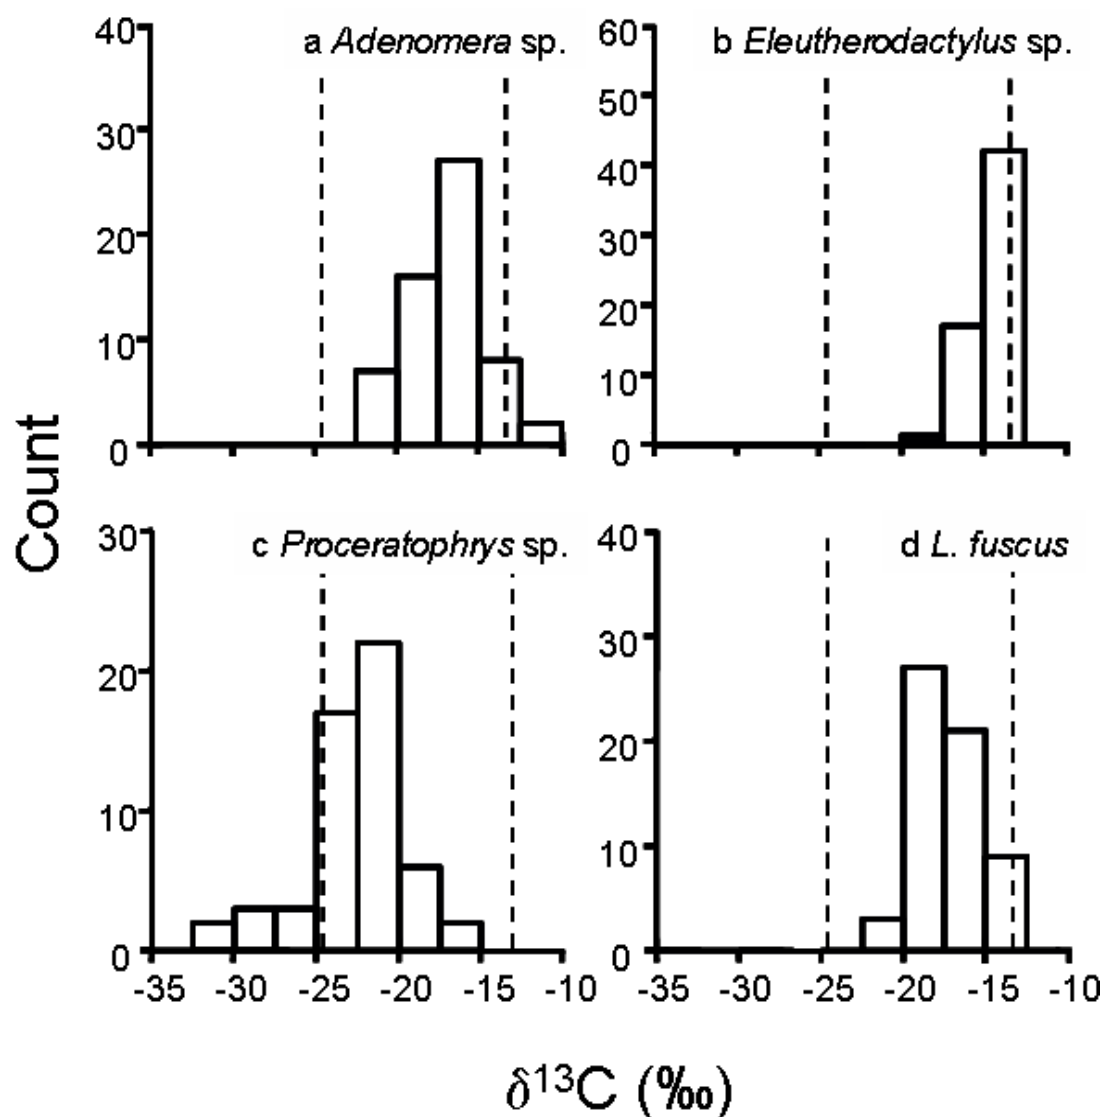 a Adenomera sp.
40
30
20
10
0
b Eleutherodactylus sp.
60
50
40
30
20
10
0
Count
c Proceratophrys sp.
30
20
10
0
-35 -30 -25 -20 -15 -10
d L. fuscus
40
30
20
10
0
-35 -30 -25 -20 -15 -10
δ13C (‰)